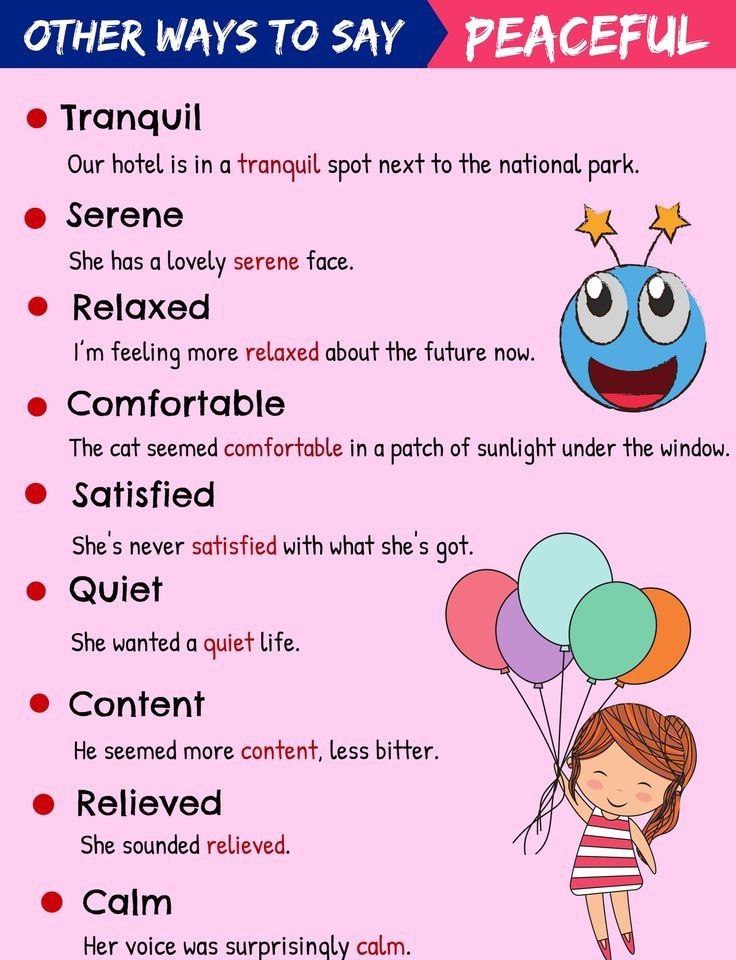 OTHER WAYS TO SAY PEACEFUL
Tranquil
Our hotel is in a tranquil spot next to the national park.
Serene
She has a lovely serene face.
Relaxed
I'm feeling more relaxed about the future now.
Comfortable
The cat seemed comfortable in a patch of sunlight under the window.
Satisfied
She's never satisfied with what she's got.
Quiet
She wanted a quiet life.
Content
He seemed more content, less bitter.
Relieved
She sounded relieved.
Calm
Her voice was surprisingly calm.